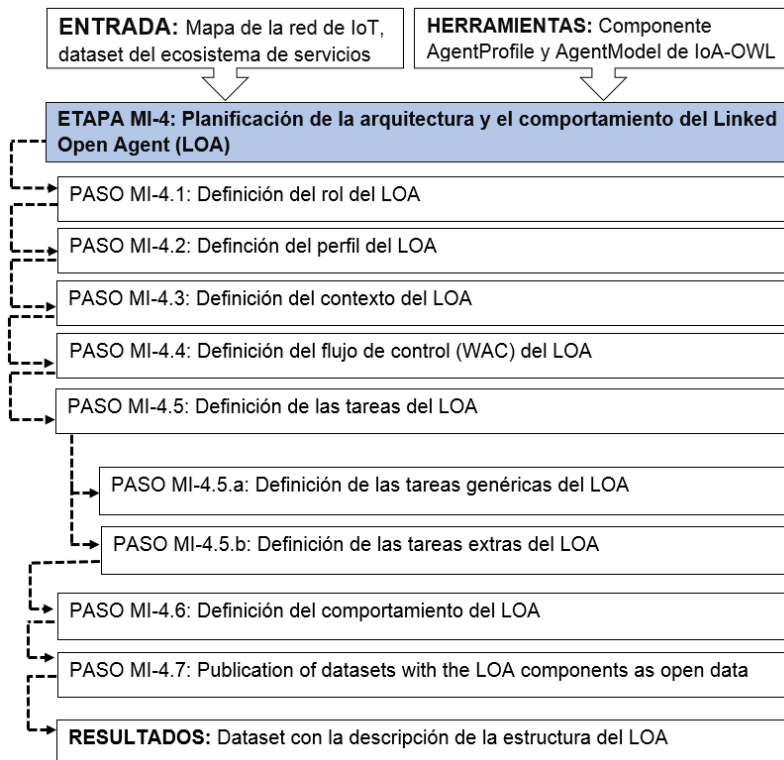 ENTRADA: Mapa de la red de IoT,
dataset del ecosistema de servicios
HERRAMIENTAS: Componente
AgentProfile y AgentModel de IoA-OWL
ETAPA MI-4: Planificación de la arquitectura y el comportamiento del Linked
Open Agent (LOA)
PASO MI-4.1: Definición del rol del LOA
PASO MI-4.2: Definción del perfil del LOA
PASO MI-4.3: Definición del contexto del LOA
PASO MI-4.4: Definición del flujo de control (WAC) del LOA
PASO MI-4.5: Definición de las tareas del LOA
PASO MI-4.5.a: Definición de las tareas genéricas del LOA
PASO MI-4.5.b: Definición de las tareas extras del LOA
PASO MI-4.6: Definición del comportamiento del LOA
PASO MI-4.7: Publication of datasets with the LOA components as open data
RESULTADOS: Dataset con la descripción de la estructura del LOA